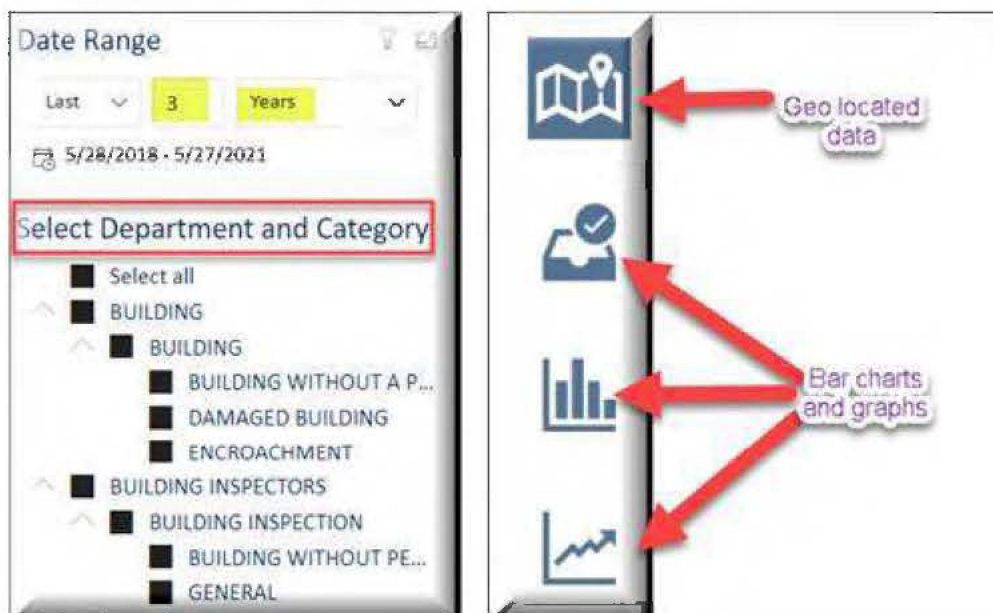 Date Range
Last 3 Years
5/28/2018 - 5/27/2021
Select Department and Category
Select all
BUILDING
BUILDING
BUILDING WITHOUT A P...
DAMAGED BUILDING
ENCROACHMENT
BUILDING INSPECTORS
BUILDING INSPECTION
BUILDING WITHOUT PE...
GENERAL
Geo located
data
Bar charts
and graphs